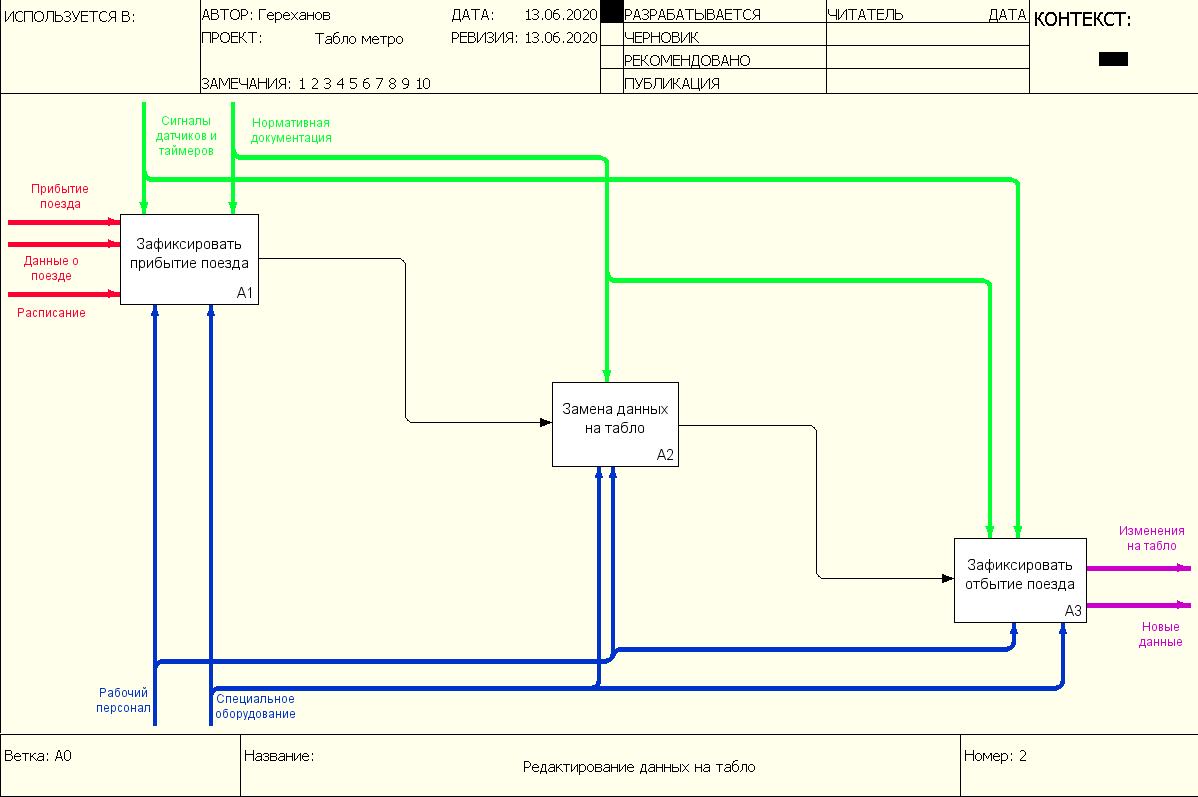 ИСПОЛЬЗУЕТСЯ В:
АВТОР: Гереханов
ДАТА: 13.06.2020
РАЗРАБАТЫВАЕТСЯ
ЧИТАТЕЛЬ
ДАТА
КОНТЕКСТ:
ПРОЕКТ: Табло метро
РЕВИЗИЯ: 13.06.2020
ЧЕРНОВИК
РЕКОМЕНДОВАНО
ЗАМЕЧАНИЯ: 1 2 3 4 5 6 7 8 9 10
ПУБЛИКАЦИЯ
Сигналы
датчиков и
таймеров
Нормативная
документация
Прибытие
поезда
Данные о
поезде
Расписание
Зафиксировать
прибытие поезда
A1
Замена данных
на табло
A2
Зафиксировать
отбытие поезда
A3
Изменения
на табло
Новые
данные
Рабочий
персонал
Специальное
оборудование
Ветка: A0
Название:
Редактирование данных на табло
Номер: 2